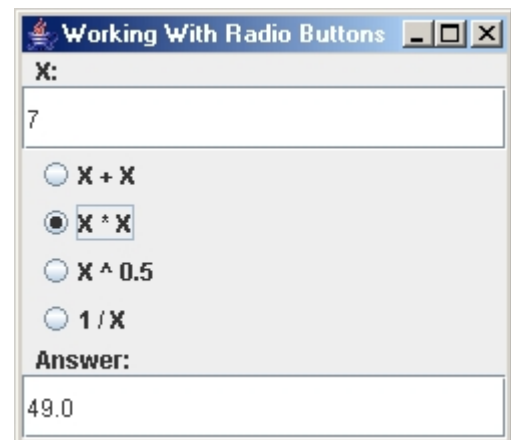 Working With Radio Buttons
X:
7
X + X
X * X
X ^ 0.5
1 / X
Answer:
49.0